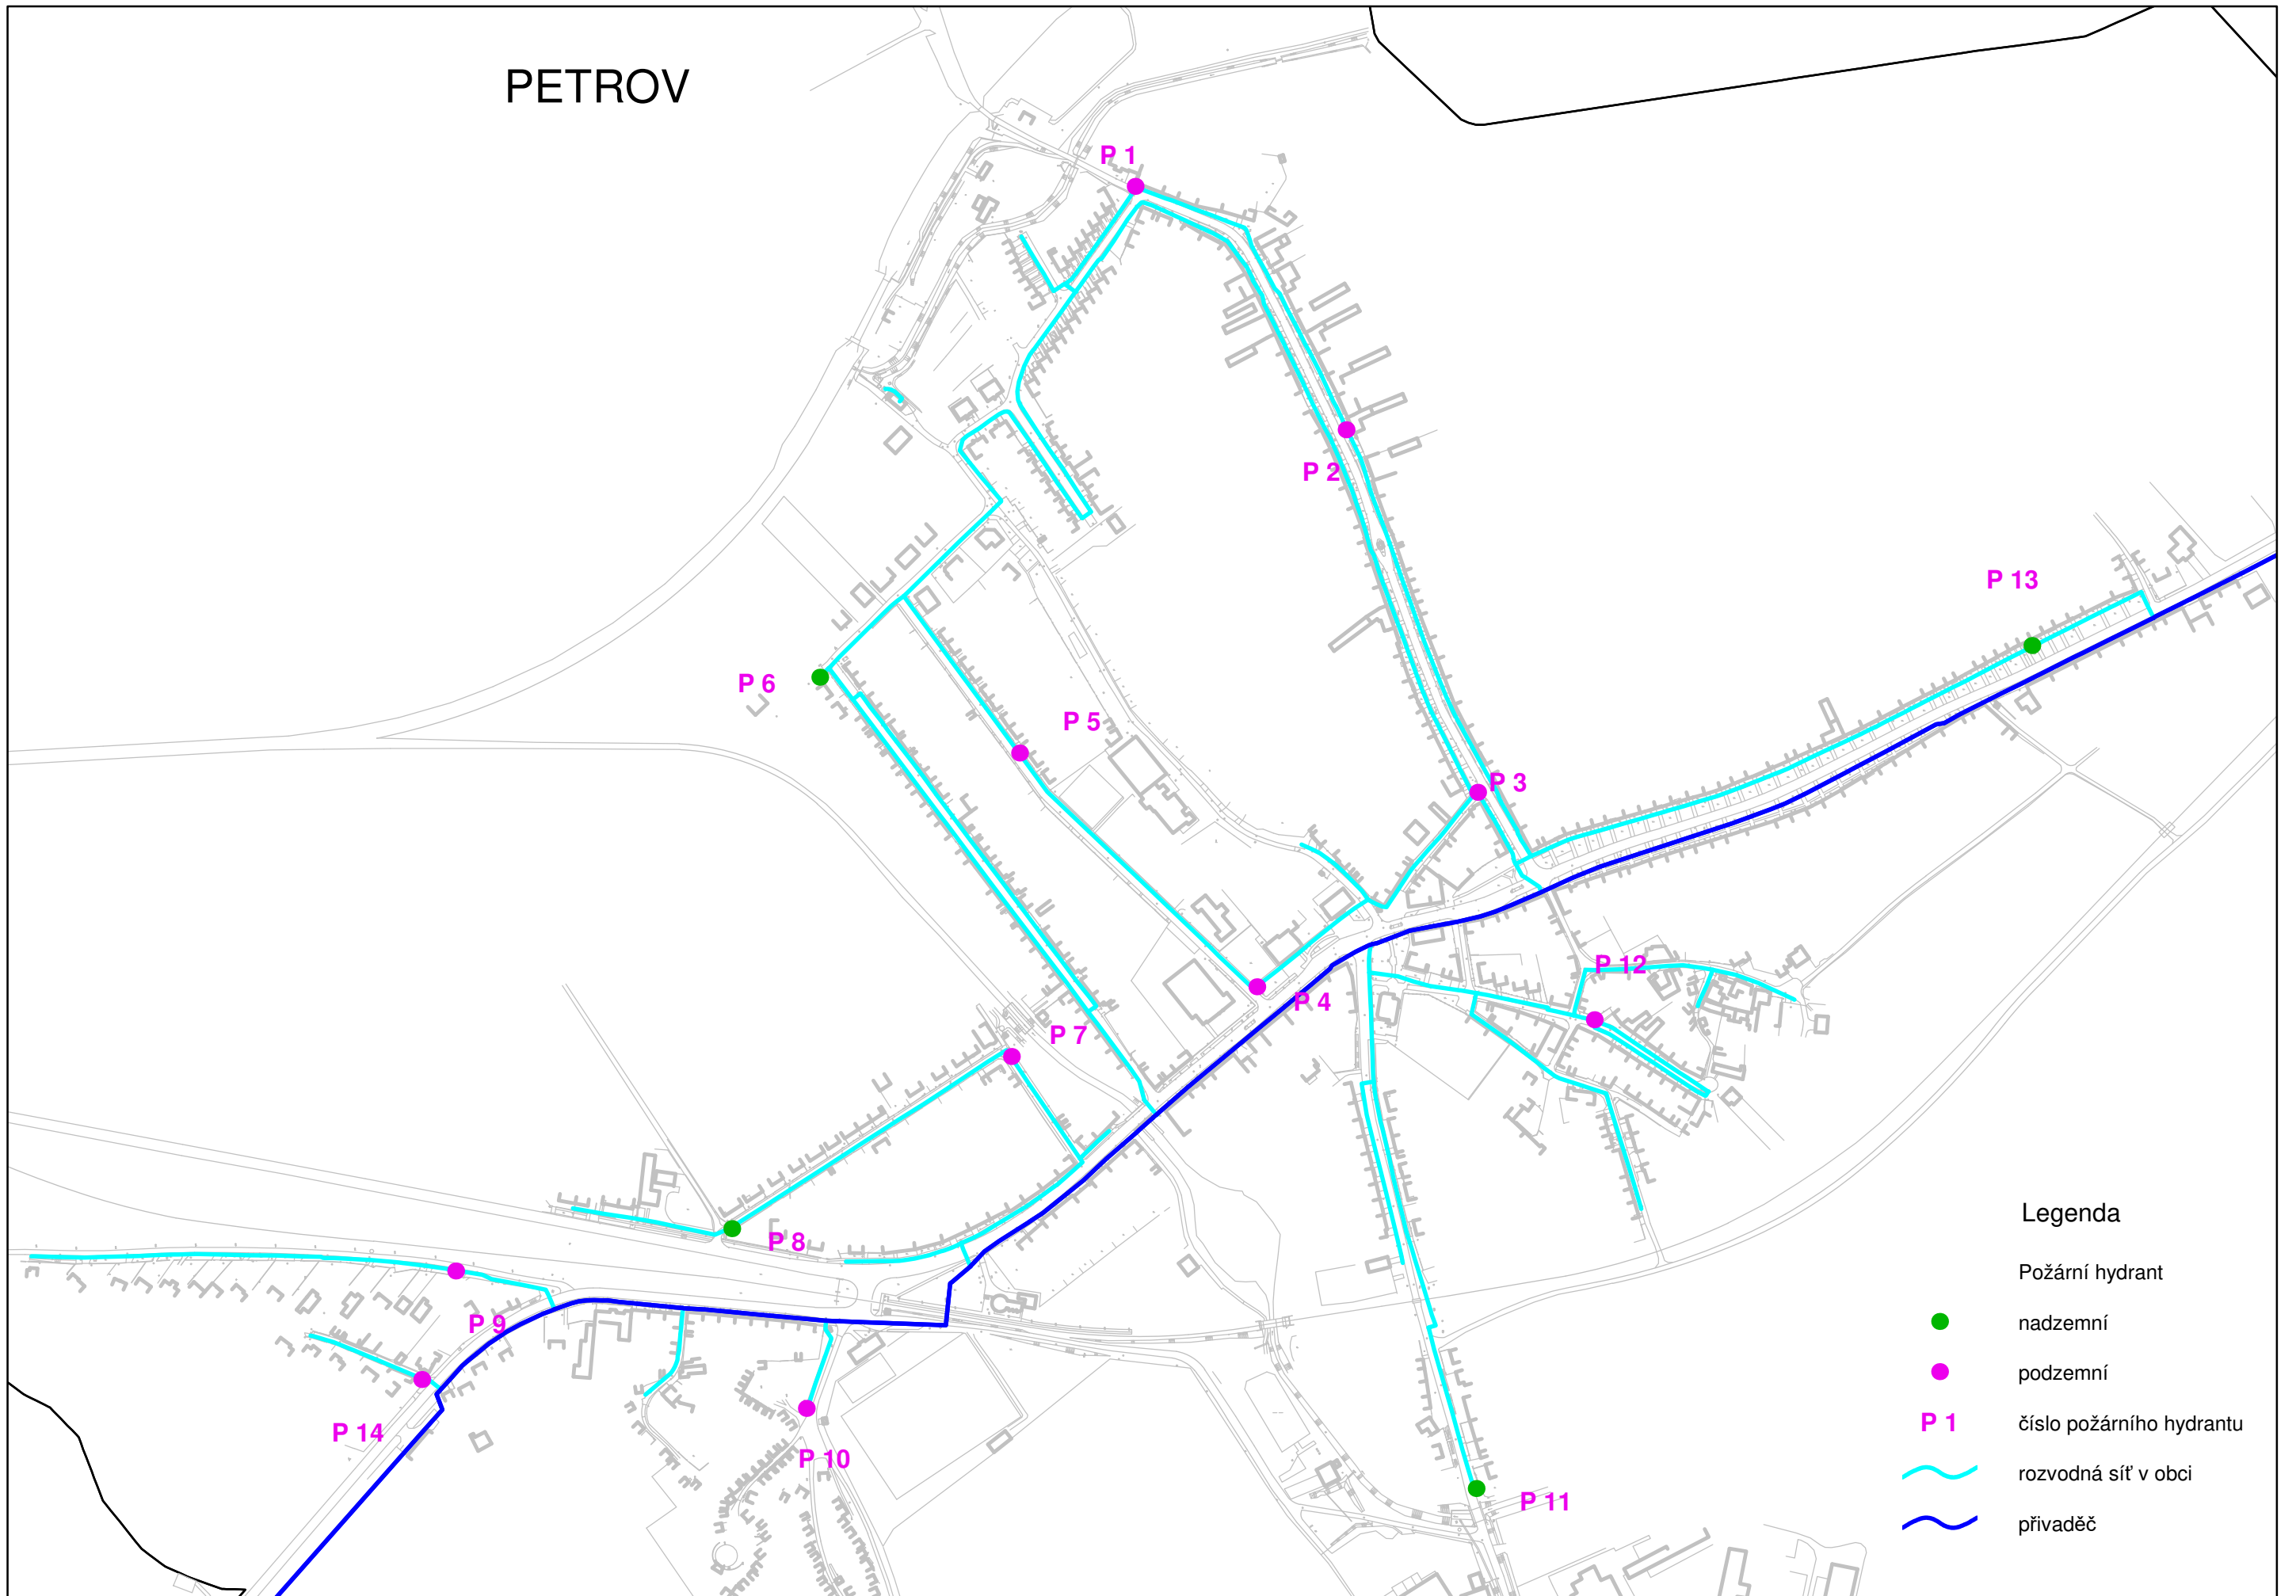 PETROV
P 1
P 2
P 13
P 6
P 5
P 3
P 12
P 4
P 7
P 8
P 9
P 14
P 10
P 11
Legenda
Požární hydrant
nadzemní
podzemní
P 1 číslo požárního hydrantu
rozvodná síť v obci
přivaděč